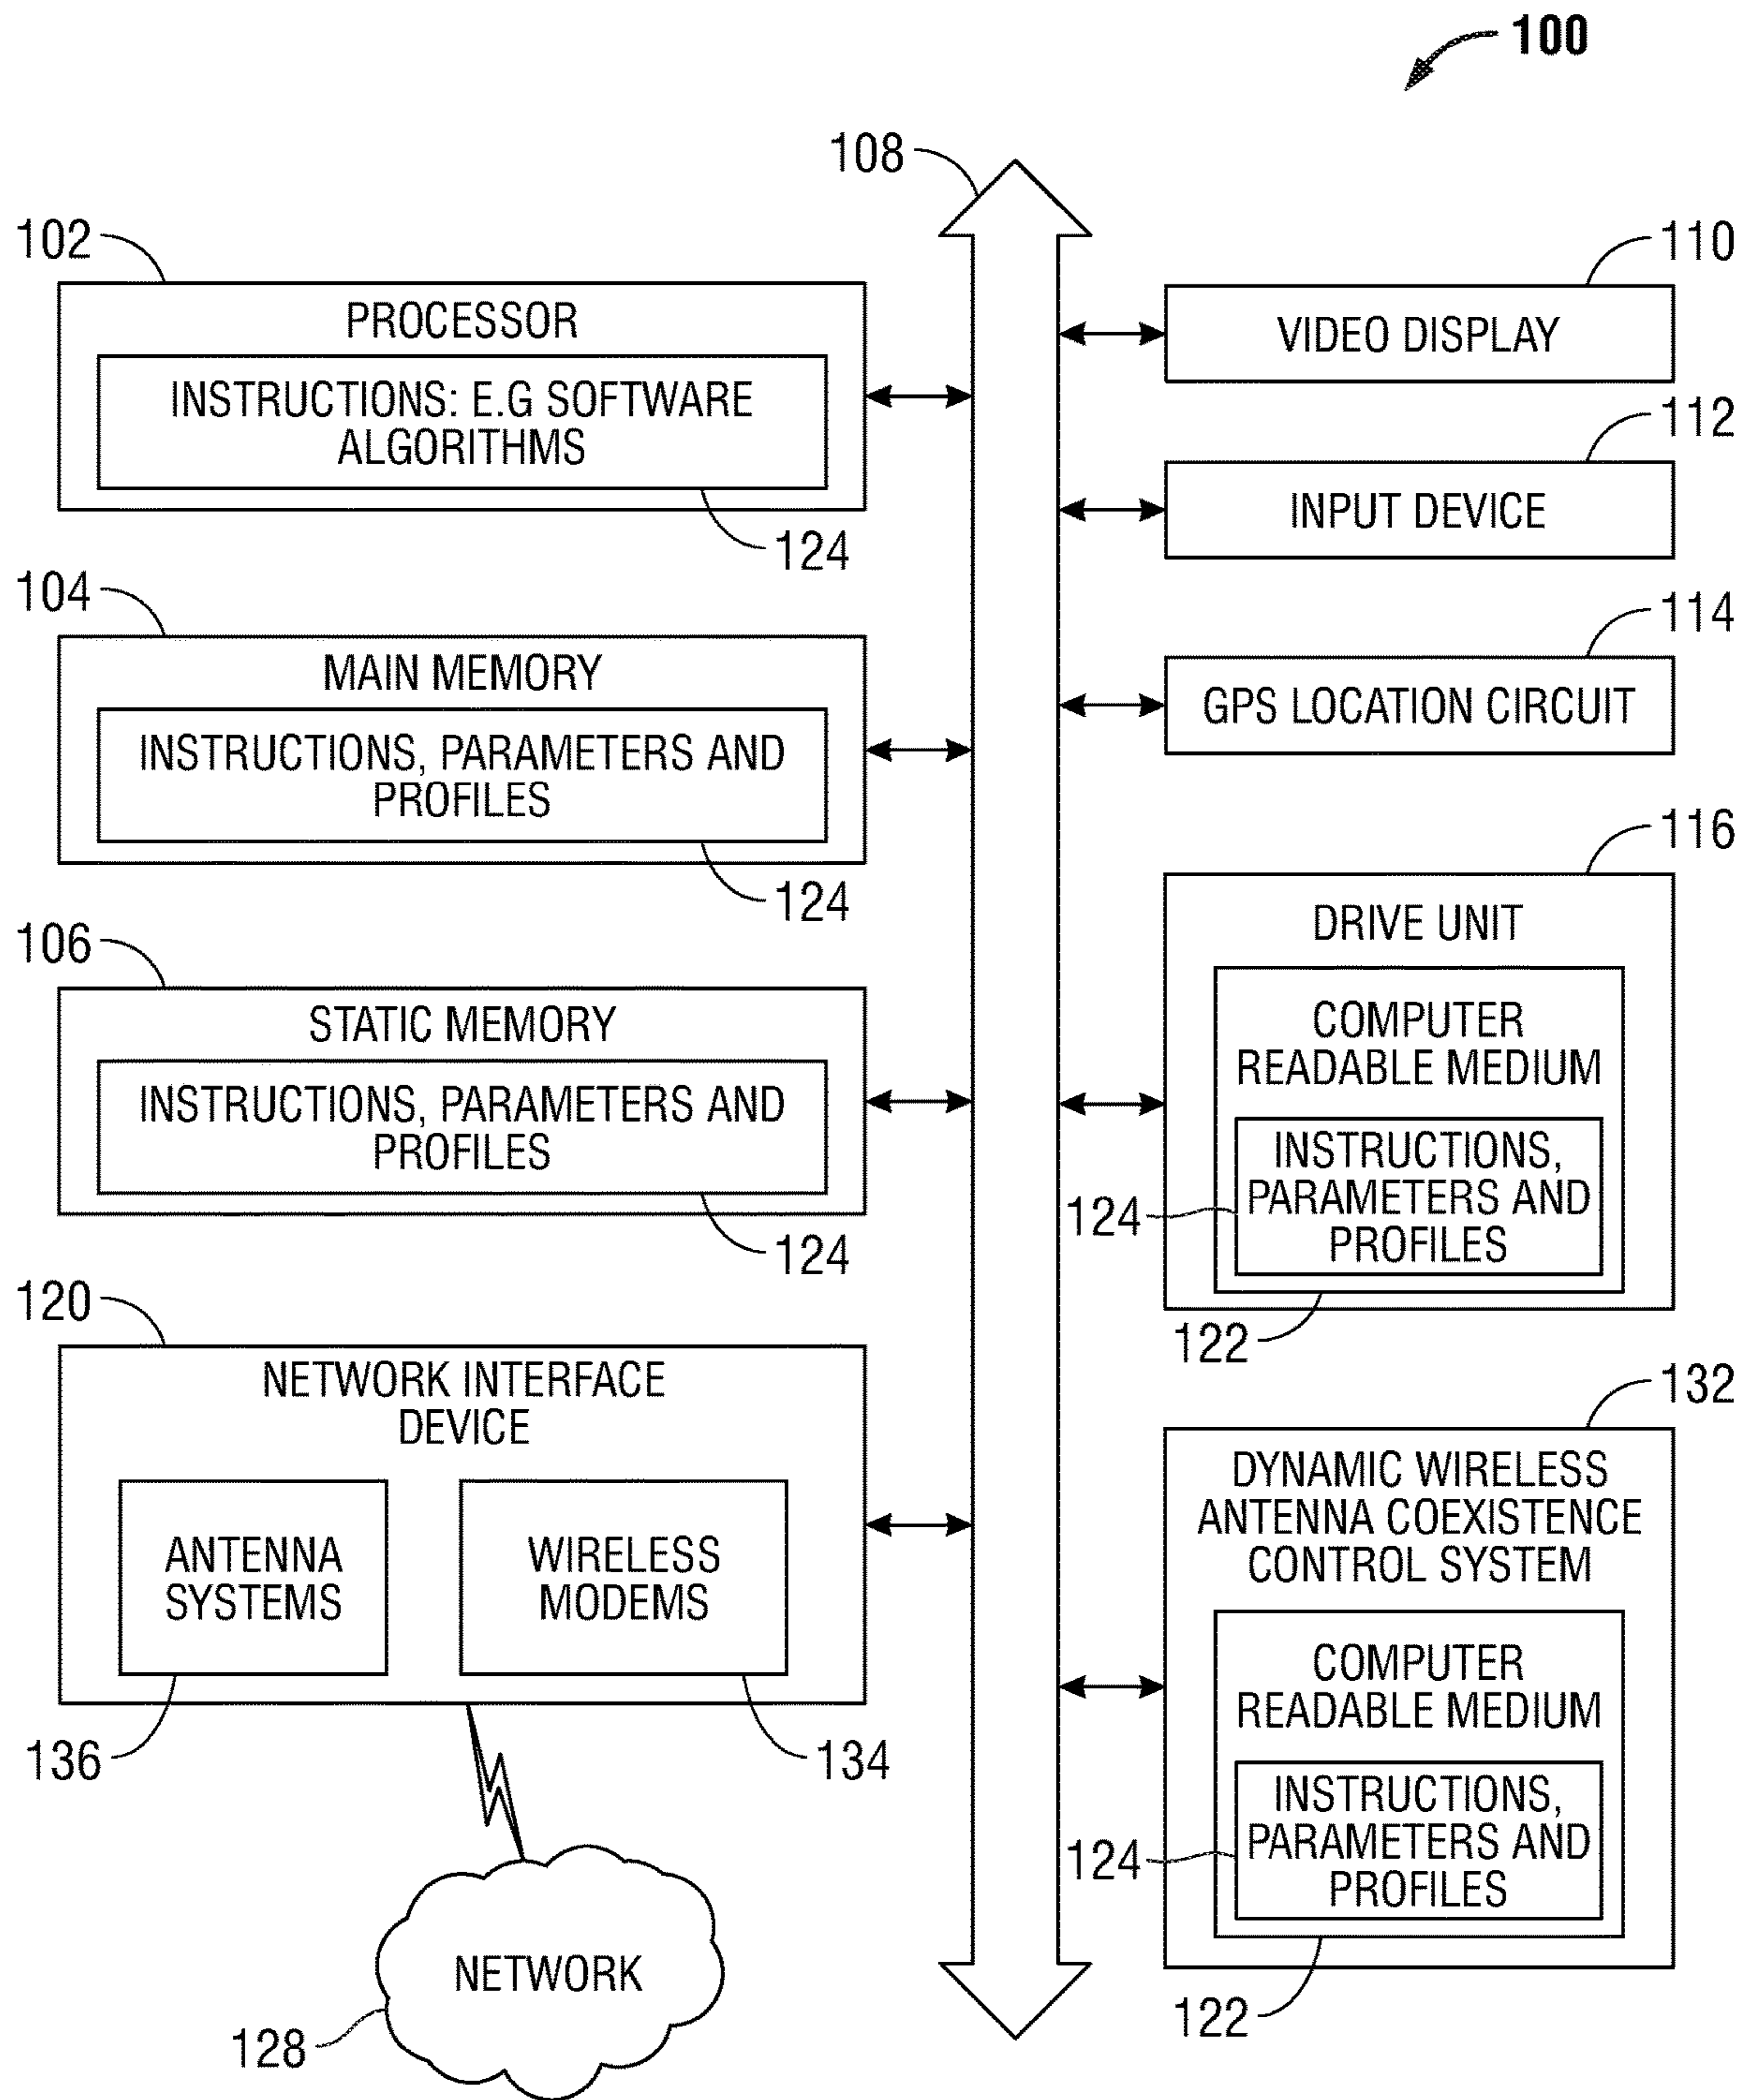 100
108
102
PROCESSOR
INSTRUCTIONS: E.G SOFTWARE
ALGORITHMS
124
104
MAIN MEMORY
INSTRUCTIONS, PARAMETERS AND
PROFILES
124
106
STATIC MEMORY
INSTRUCTIONS, PARAMETERS AND
PROFILES
124
120
NETWORK INTERFACE
DEVICE
ANTENNA
SYSTEMS
WIRELESS
MODEMS
136
134
NETWORK
128
110
VIDEO DISPLAY
112
INPUT DEVICE
114
GPS LOCATION CIRCUIT
116
DRIVE UNIT
COMPUTER
READABLE MEDIUM
INSTRUCTIONS,
PARAMETERS AND
PROFILES
124
122
132
DYNAMIC WIRELESS
ANTENNA COEXISTENCE
CONTROL SYSTEM
COMPUTER
READABLE MEDIUM
INSTRUCTIONS,
PARAMETERS AND
PROFILES
124
122